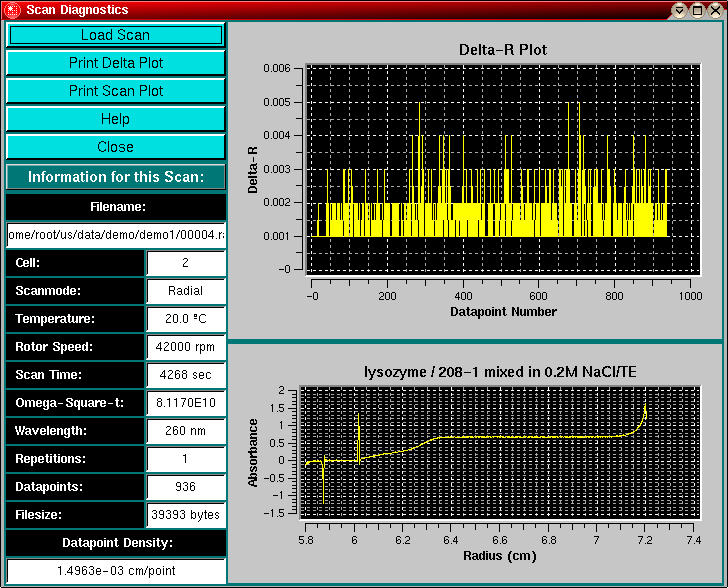 Scan Diagnostics
Load Scan
Print Delta Plot
Print Scan Plot
Help
Close
Information for this Scan:
Filename:
ome/root/us/data/demo/demo1/00004.ra
Cell: 2
Scanmode: Radial
Temperature: 20.0 ºC
Rotor Speed: 42000 rpm
Scan Time: 4268 sec
Omega-Square-t: 8.1170E10
Wavelength: 260 nm
Repetitions: 1
Datapoints: 936
Filesize: 39393 bytes
Datapoint Density:
1.4963e-03 cm/point
Delta-R Plot
Delta-R
0.006
0.005
0.004
0.003
0.002
0.001
-0
-0 200 400 600 800 1000
Datapoint Number
lysozyme / 208-1 mixed in 0.2M NaCl/TE
Absorbance
2
1.5
1
0.5
0
-0.5
-1
-1.5
5.8 6 6.2 6.4 6.6 6.8 7 7.2 7.4
Radius (cm)